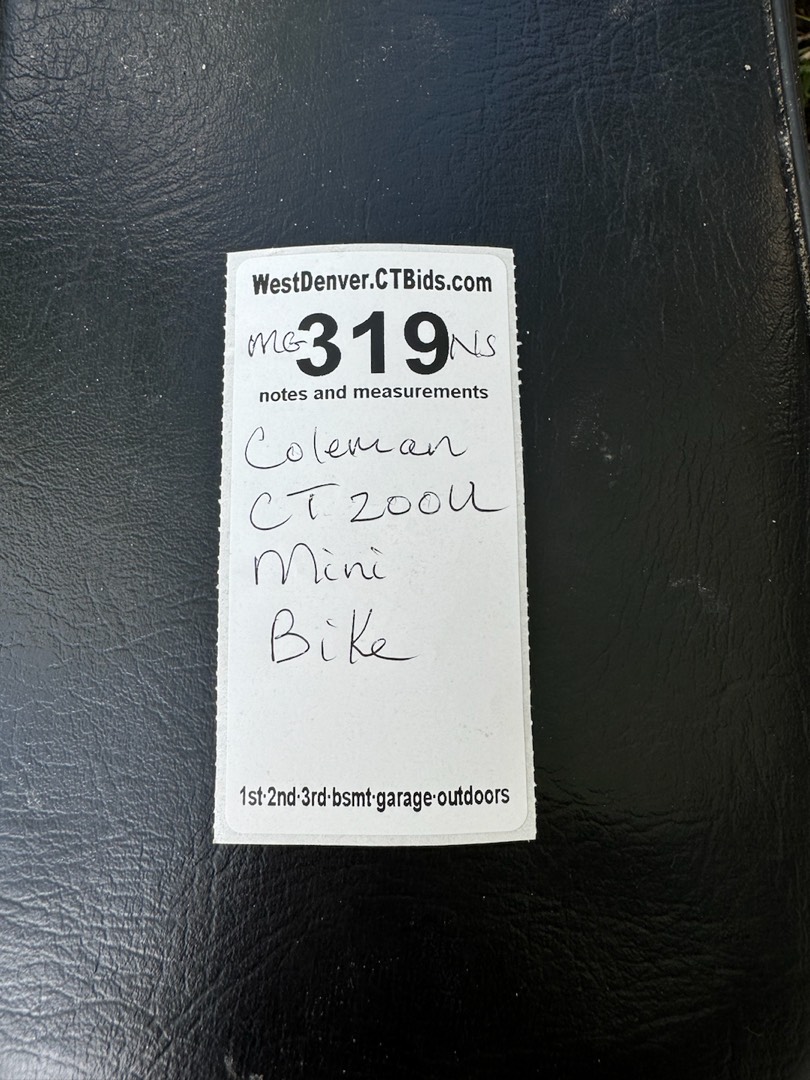 WestDenver.CTBids.com
MG 319 NS
notes and measurements
Coleman
CT200U
Mini
Bike
1st·2nd·3rd·bsmt·garage·outdoors